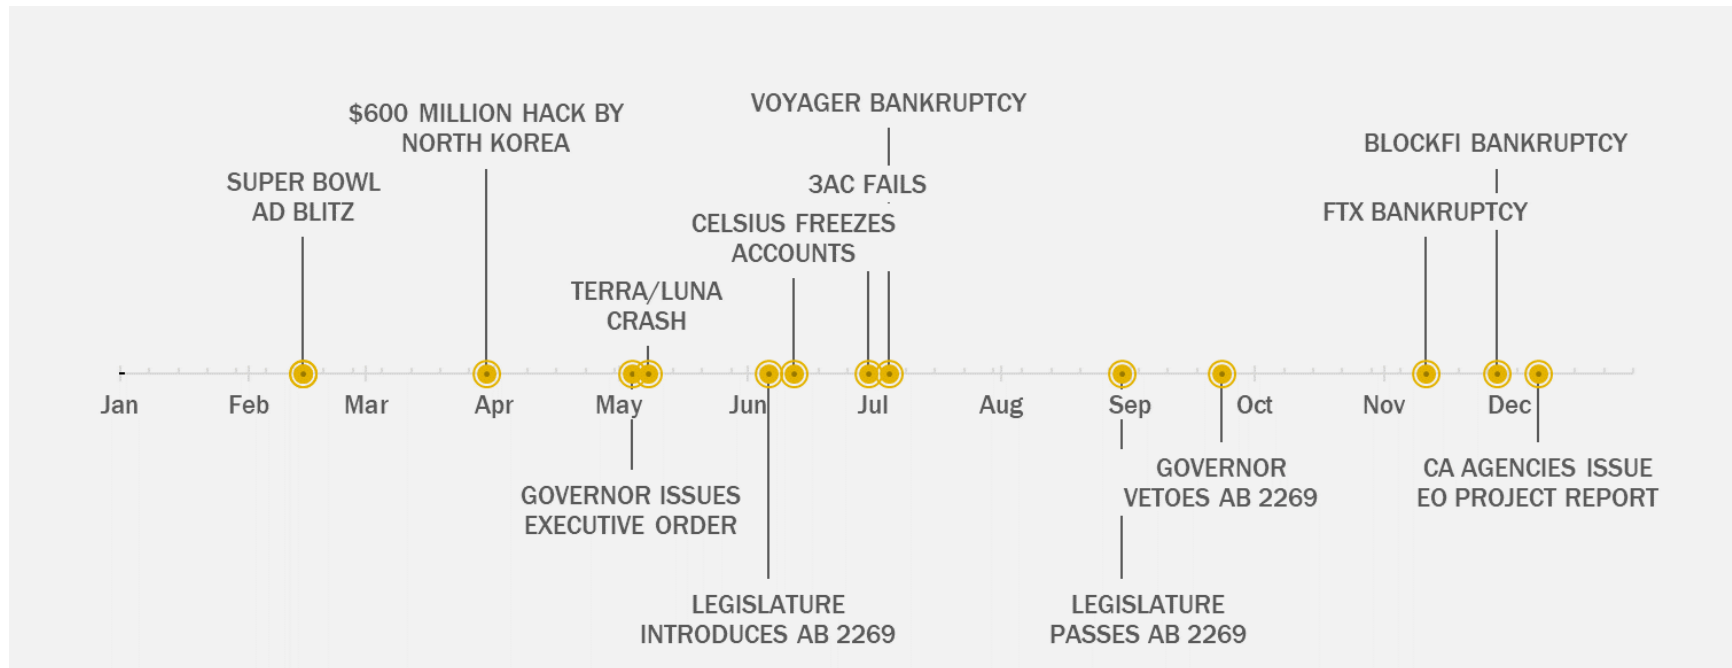 VOYAGER BANKRUPTCY
$600 MILLION HACK BY
NORTH KOREA
BLOCKFI BANKRUPTCY
SUPER BOWL
AD BLITZ
3AC FAILS
FTX BANKRUPTCY
CELSIUS FREEZES
ACCOUNTS
TERRA/LUNA
CRASH
Jan Feb Mar Apr May Jun Jul Aug Sep Oct Nov Dec
GOVERNOR
VETOES AB 2269
CA AGENCIES ISSUE
EO PROJECT REPORT
GOVERNOR ISSUES
EXECUTIVE ORDER
LEGISLATURE
INTRODUCES AB 2269
LEGISLATURE
PASSES AB 2269